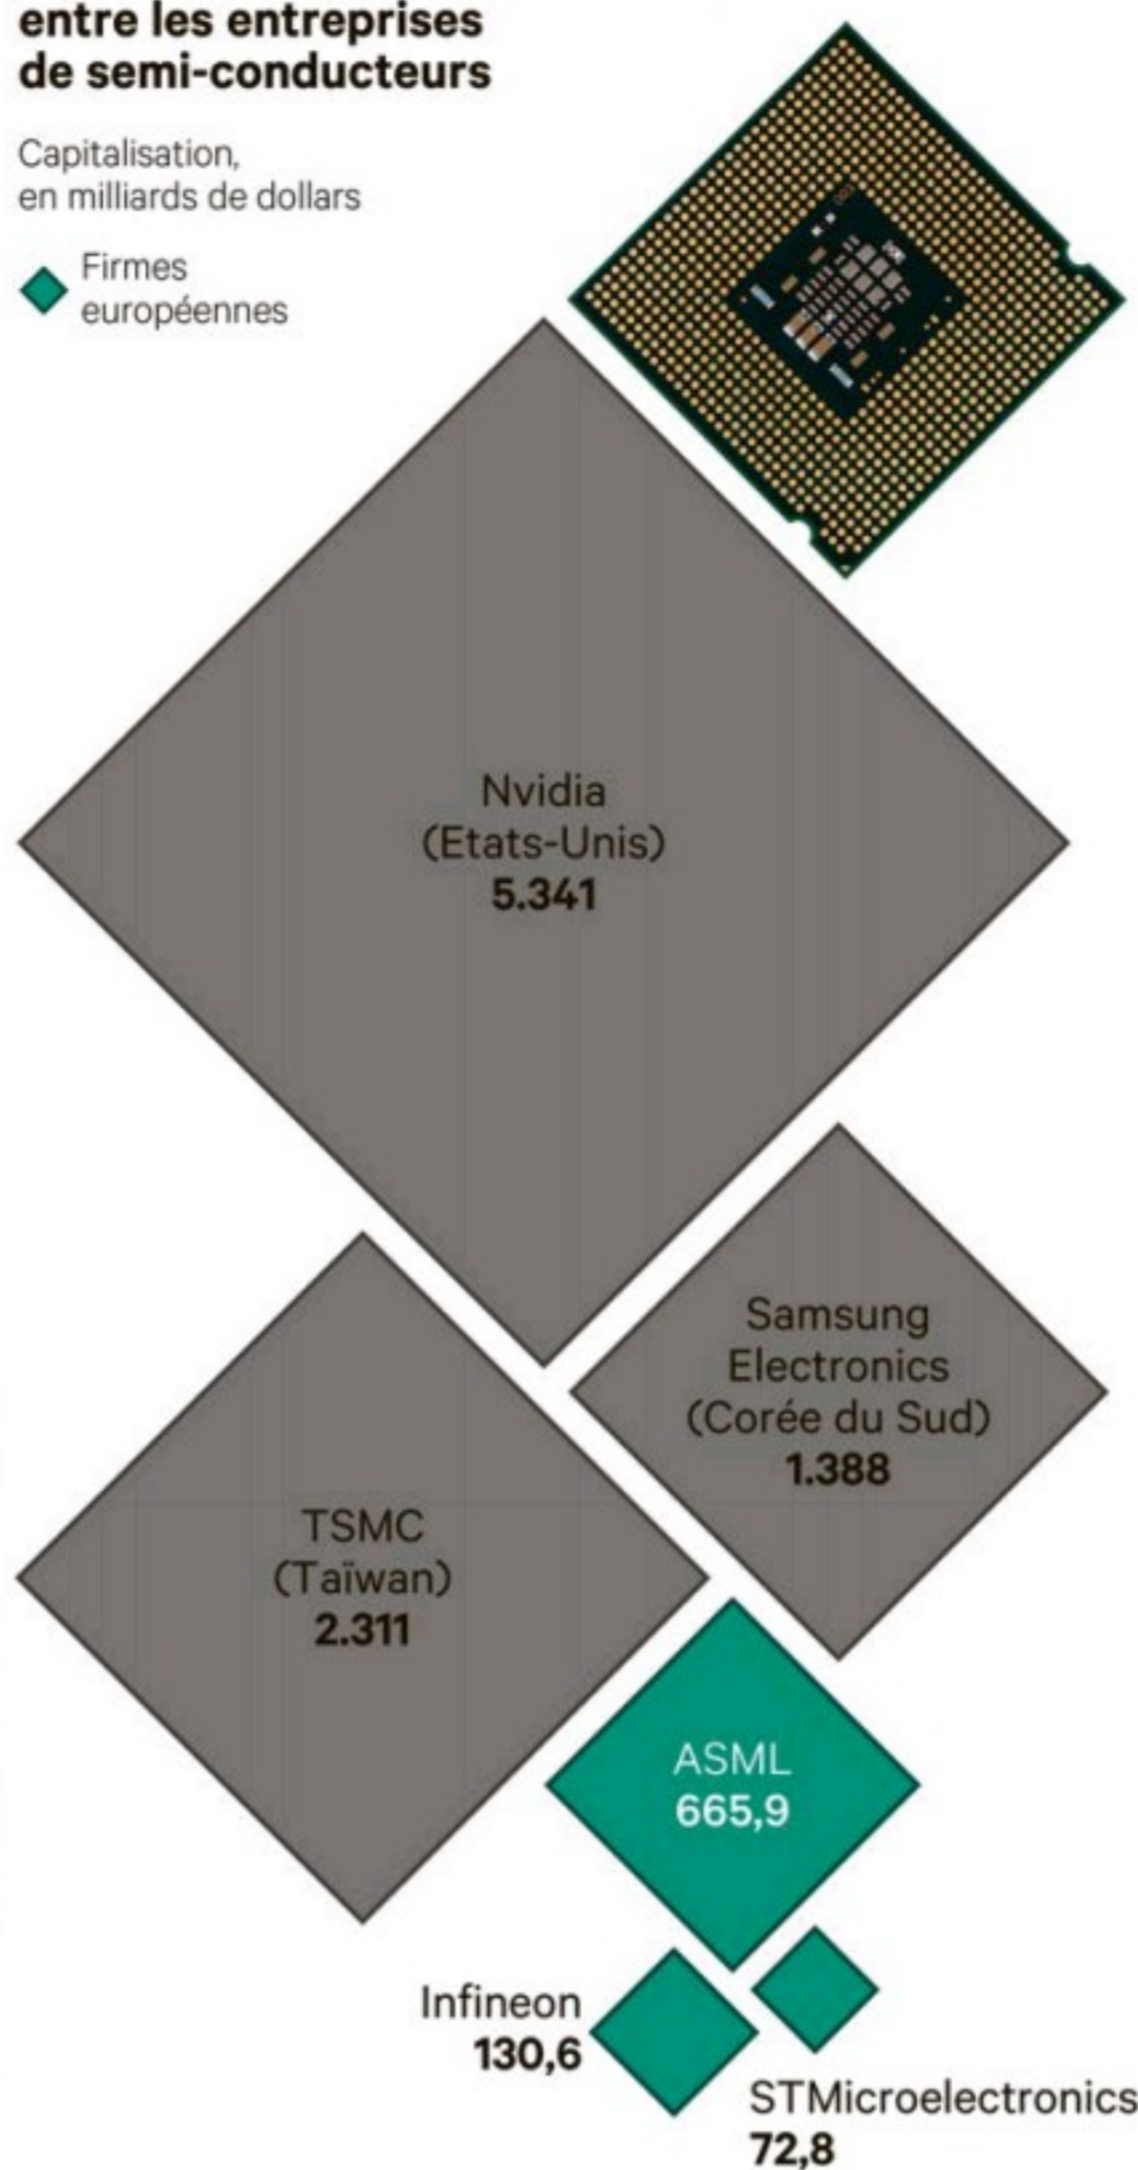 entre les entreprises
de semi-conducteurs
Capitalisation,
en milliards de dollars
Firmes
européennes
Nvidia
(Etats-Unis)
5.341
Samsung
Electronics
(Corée du Sud)
1.388
TSMC
(Taïwan)
2.311
ASML
665,9
Infineon
130,6
STMicroelectronics
72,8